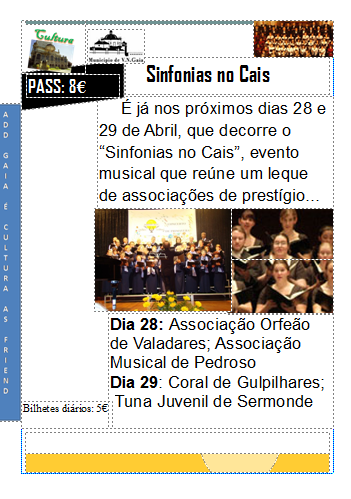 Cultura
Município de V.N.Gaia
PASS: 8€
Sinfonias no Cais
É já nos próximos dias 28 e
29 de Abril, que decorre o
“Sinfonias no Cais”, evento
musical que reúne um leque
de associações de prestígio...
ADD GAIA É CULTURA AS FRIEND
Dia 28: Associação Orfeão
de Valadares; Associação
Musical de Pedroso
Dia 29: Coral de Gulpilhares;
Tuna Juvenil de Sermonde
Bilhetes diários: 5€